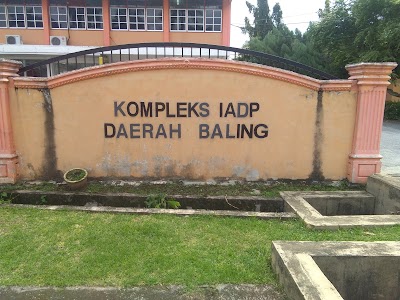 KOMPLEKS IADP
DAERAH BALING